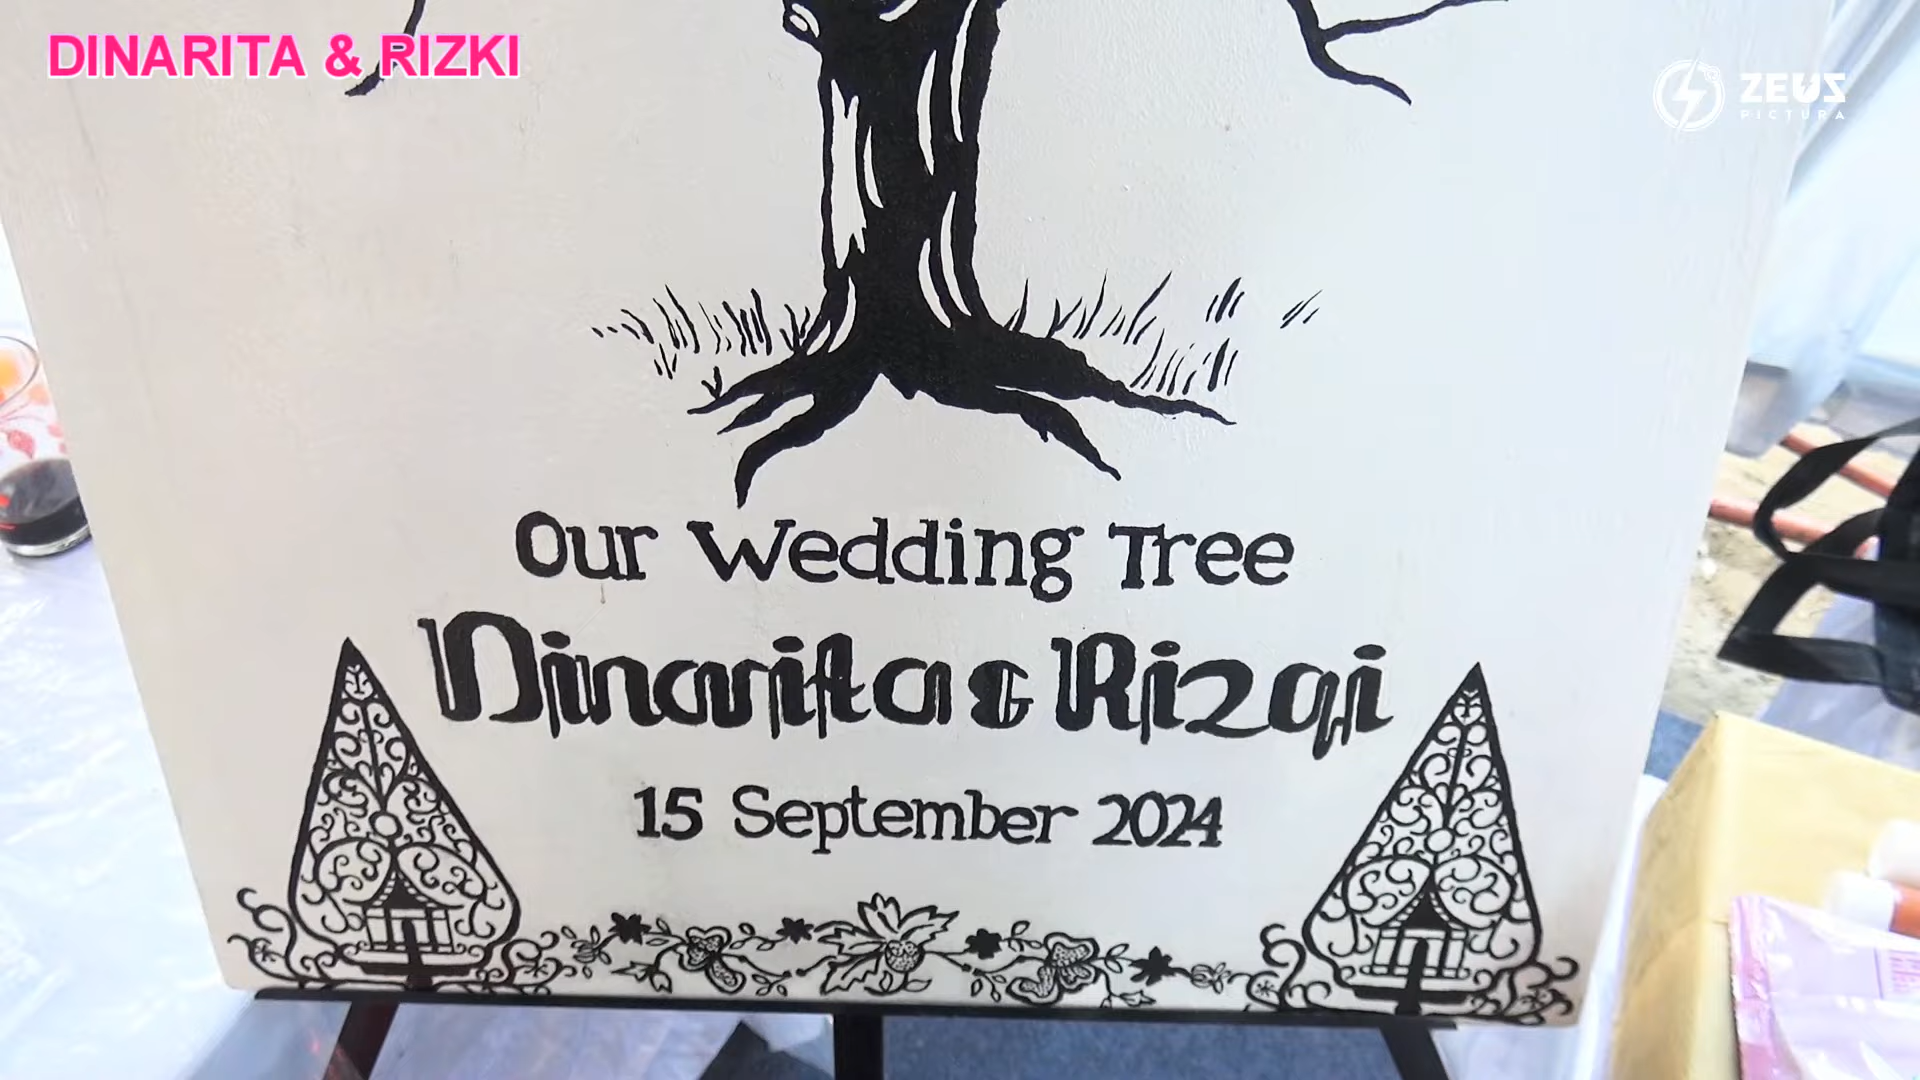 DINARITA & RIZKI
ZEUS
PICTURA
Our Wedding Tree
Dinarita & Rizqi
15 September 2024